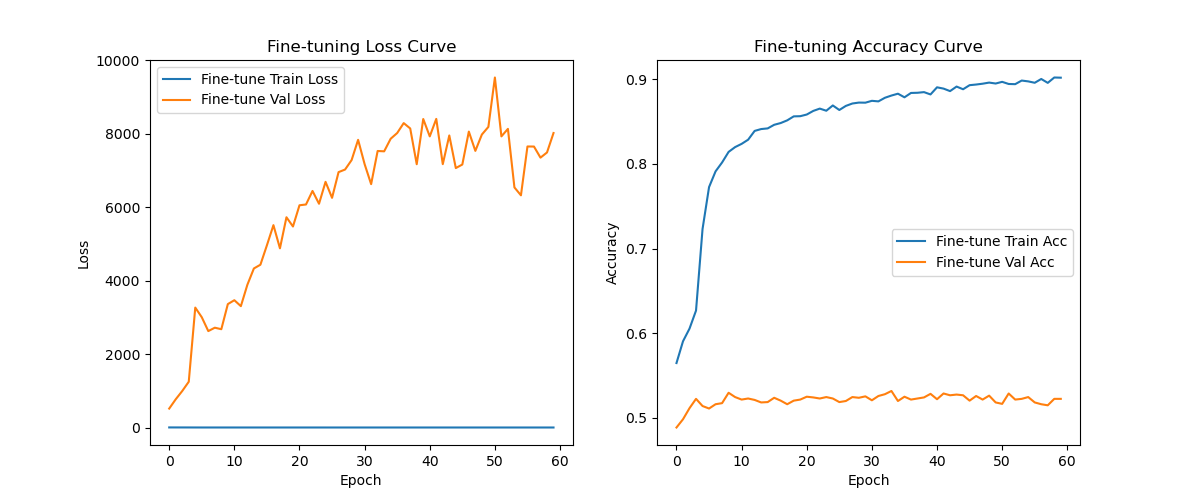 Fine-tuning Loss Curve
10000
8000
6000
4000
2000
0
Loss
Fine-tune Train Loss
Fine-tune Val Loss
0 10 20 30 40 50 60
Epoch
Fine-tuning Accuracy Curve
0.9
0.8
0.7
0.6
0.5
Accuracy
Fine-tune Train Acc
Fine-tune Val Acc
0 10 20 30 40 50 60
Epoch